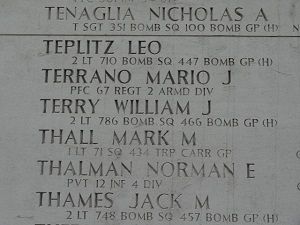 TENAGLIA NICHOLAS A
T SGT 351 BOMB SQ 100 BOMB GP (H)
TEPLITZ LEO
2 LT 710 BOMB SQ 447 BOMB GP (H)
TERRANO MARIO J
PFC 67 REGT 2 ARMD DIV
TERRY WILLIAM J
2 LT 786 BOMB SQ 466 BOMB GP (H)
THALL MARK M
1 LT 71 SQ 434 TRP CARR GP
THALMAN NORMAN E
PVT 12 INF 4 DIV
THAMES JACK M
2 LT 748 BOMB SQ 457 BOMB GP (H)